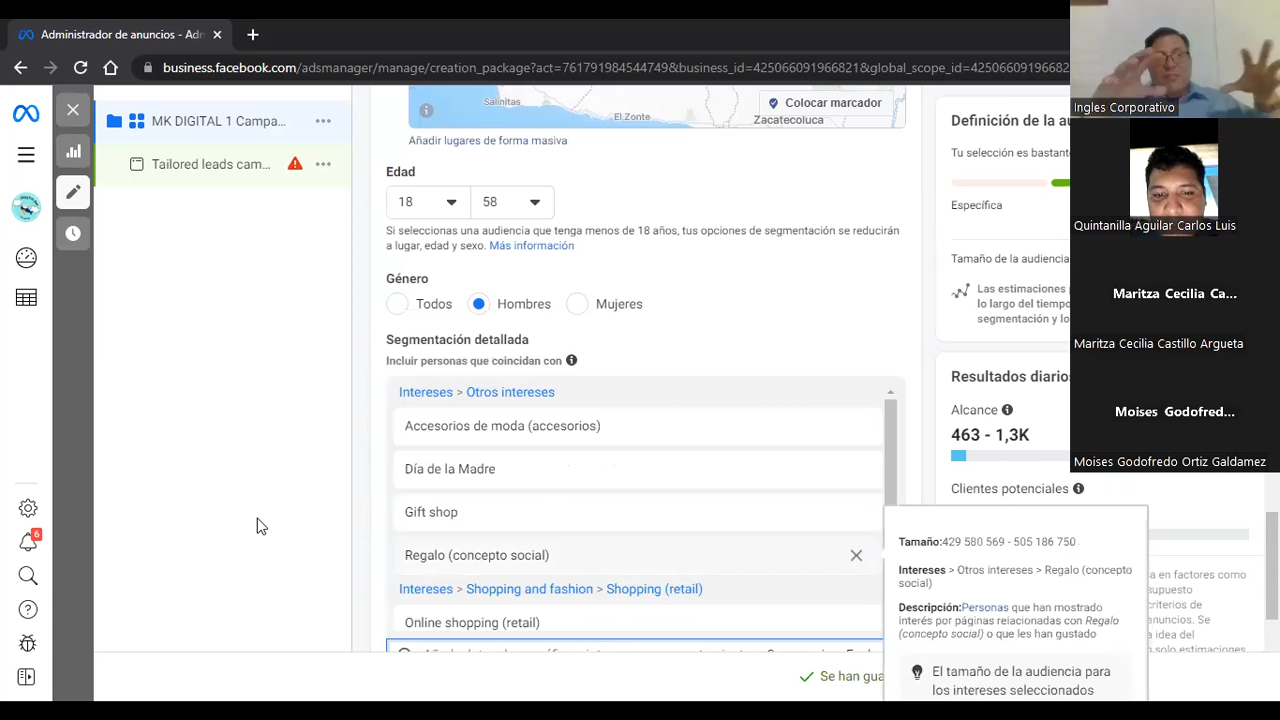 Administrador de anuncios - Adr
business.facebook.com/adsmanager/manage/creation_package?act=761791984544749&business_id=425066091966821&global_scope_id=42506609196682
MK DIGITAL 1 Campa...
Tailored leads cam...
6
Salinitas
El Zonte
Zacatecoluca
Colocar marcador
Añadir lugares de forma masiva
Edad
18
58
Si seleccionas una audiencia que tenga menos de 18 años, tus opciones de segmentación se reducirán
a lugar, edad y sexo. Más información
Género
Todos
Hombres
Mujeres
Segmentación detallada
Incluir personas que coincidan con
Intereses > Otros intereses
Accesorios de moda (accesorios)
Día de la Madre
Gift shop
Regalo (concepto social)
Intereses > Shopping and fashion > Shopping (retail)
Online shopping (retail)
Se han gua
Definición de la au
Tu selección es bastant
Específica
Tamaño de la audiencia
Las estimaciones p
lo largo del tiempo
segmentación y lo
Resultados diario
Alcance
463 - 1,3K
Clientes potenciales
Tamaño:429 580 569 - 505 186 750
Intereses > Otros intereses > Regalo (concepto
social)
Descripción:Personas que han mostrado
interés por páginas relacionadas con Regalo
(concepto social) o que les han gustado
El tamaño de la audiencia para
los intereses seleccionados
a en factores como
supuesto
criterios de
anuncios. Se
a idea del
n solo estimaciones
Ingles Corporativo
Quintanilla Aguilar Carlos Luis
Maritza Cecilia Ca...
Maritza Cecilia Castillo Argueta
Moises Godofred...
Moises Godofredo Ortiz Galdamez